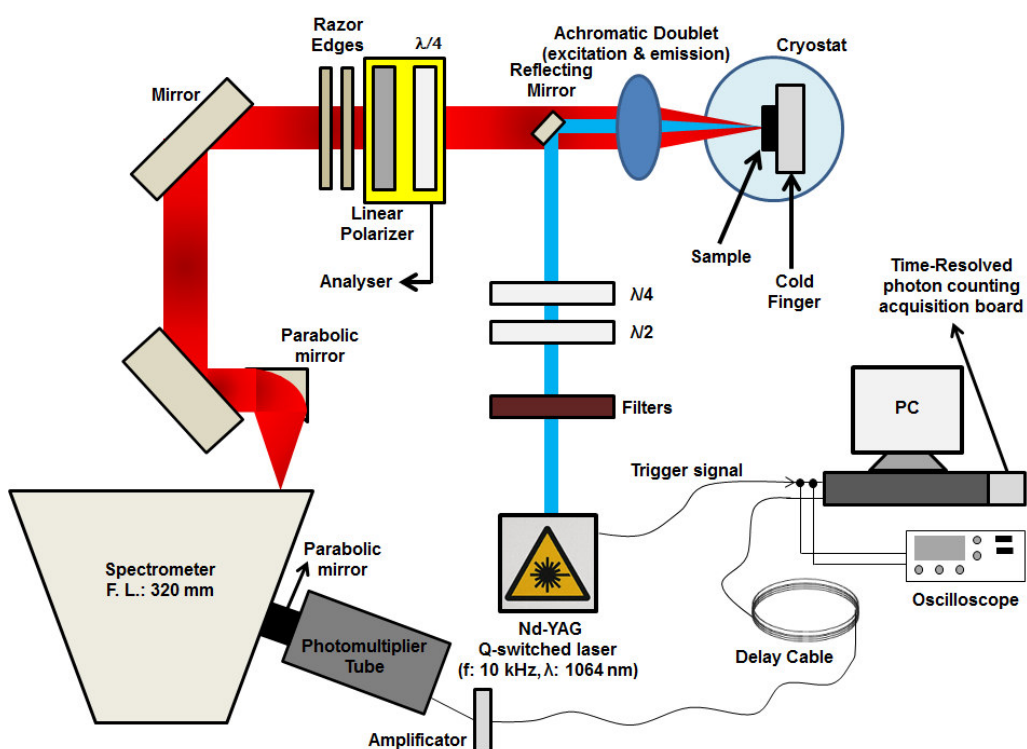 Razor
Edges
λ/4
Achromatic Doublet
(excitation & emission)
Reflecting
Mirror
Cryostat
Mirror
Linear
Polarizer
Analyser
Sample
Cold
Finger
Time-Resolved
photon counting
acquisition board
λ/4
λ/2
Parabolic
mirror
Filters
PC
Trigger signal
Spectrometer
F. L.: 320 mm
Parabolic
mirror
Photomultiplier
Tube
Nd-YAG
Q-switched laser
(f: 10 kHz, λ: 1064 nm)
Oscilloscope
Delay Cable
Amplificator